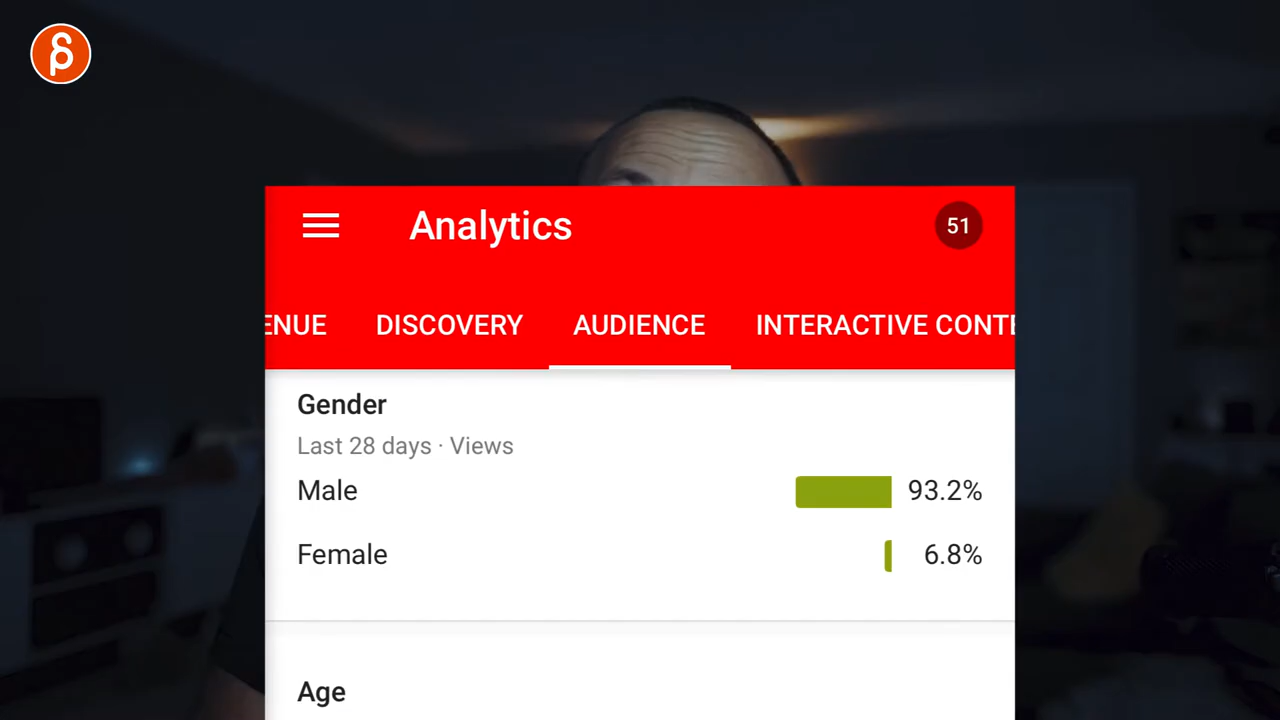 Analytics
51
ENUE
DISCOVERY
AUDIENCE
INTERACTIVE CONTE
Gender
Last 28 days · Views
Male
93.2%
Female
6.8%
Age